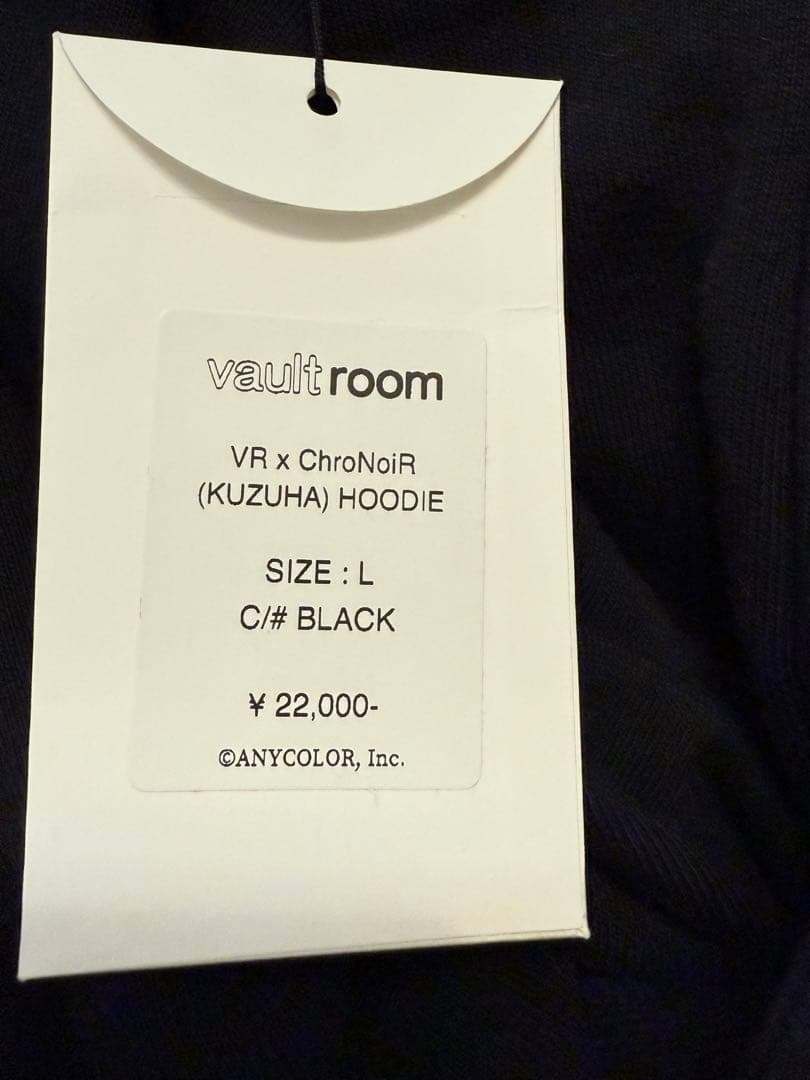 vault room
VR x ChroNoiR
(KUZUHA) HOODIE
SIZE : L
C/# BLACK
¥ 22,000-
©ANYCOLOR, Inc.